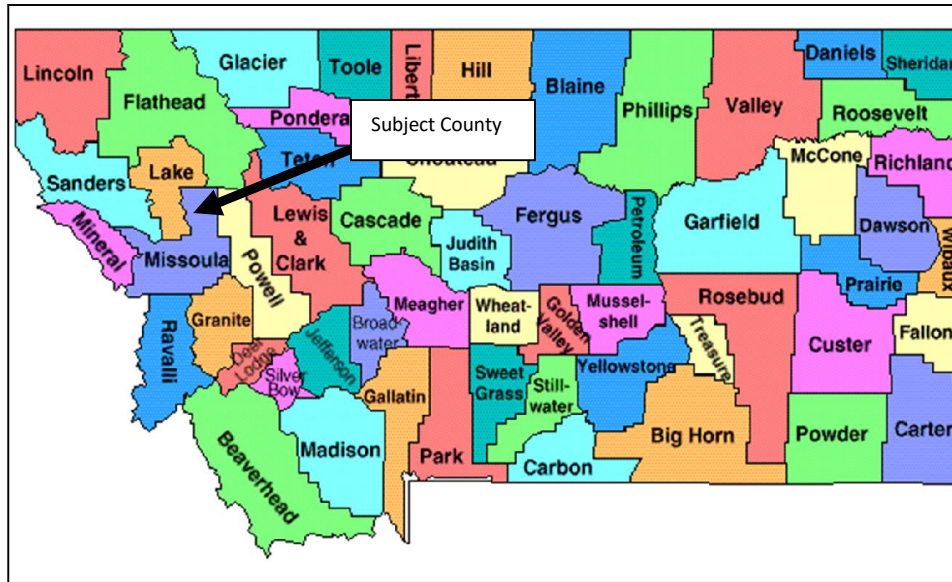 Lincoln
Flathead
Glacier
Toole
Libert
Hill
Blaine
Phillips
Valley
Daniels
Sheridan
Roosevelt
Pondera
Subject County
Teton
Chouteau
McCone
Richland
Sanders
Lake
Lewis
&
Clark
Cascade
Fergus
Petroleum
Garfield
Dawson
Wibaux
Mineral
Missoula
Powell
Judith
Basin
Prairie
Ravalli
Granite
Deer
Lodge
Silver
Bow
Jefferson
Broad-
water
Meagher
Wheat-
land
Golden
Valley
Mussel-
shell
Rosebud
Treasure
Custer
Fallon
Beaverhead
Madison
Gallatin
Park
Sweet
Grass
Still-
water
Yellowstone
Carbon
Big Horn
Powder
Carter